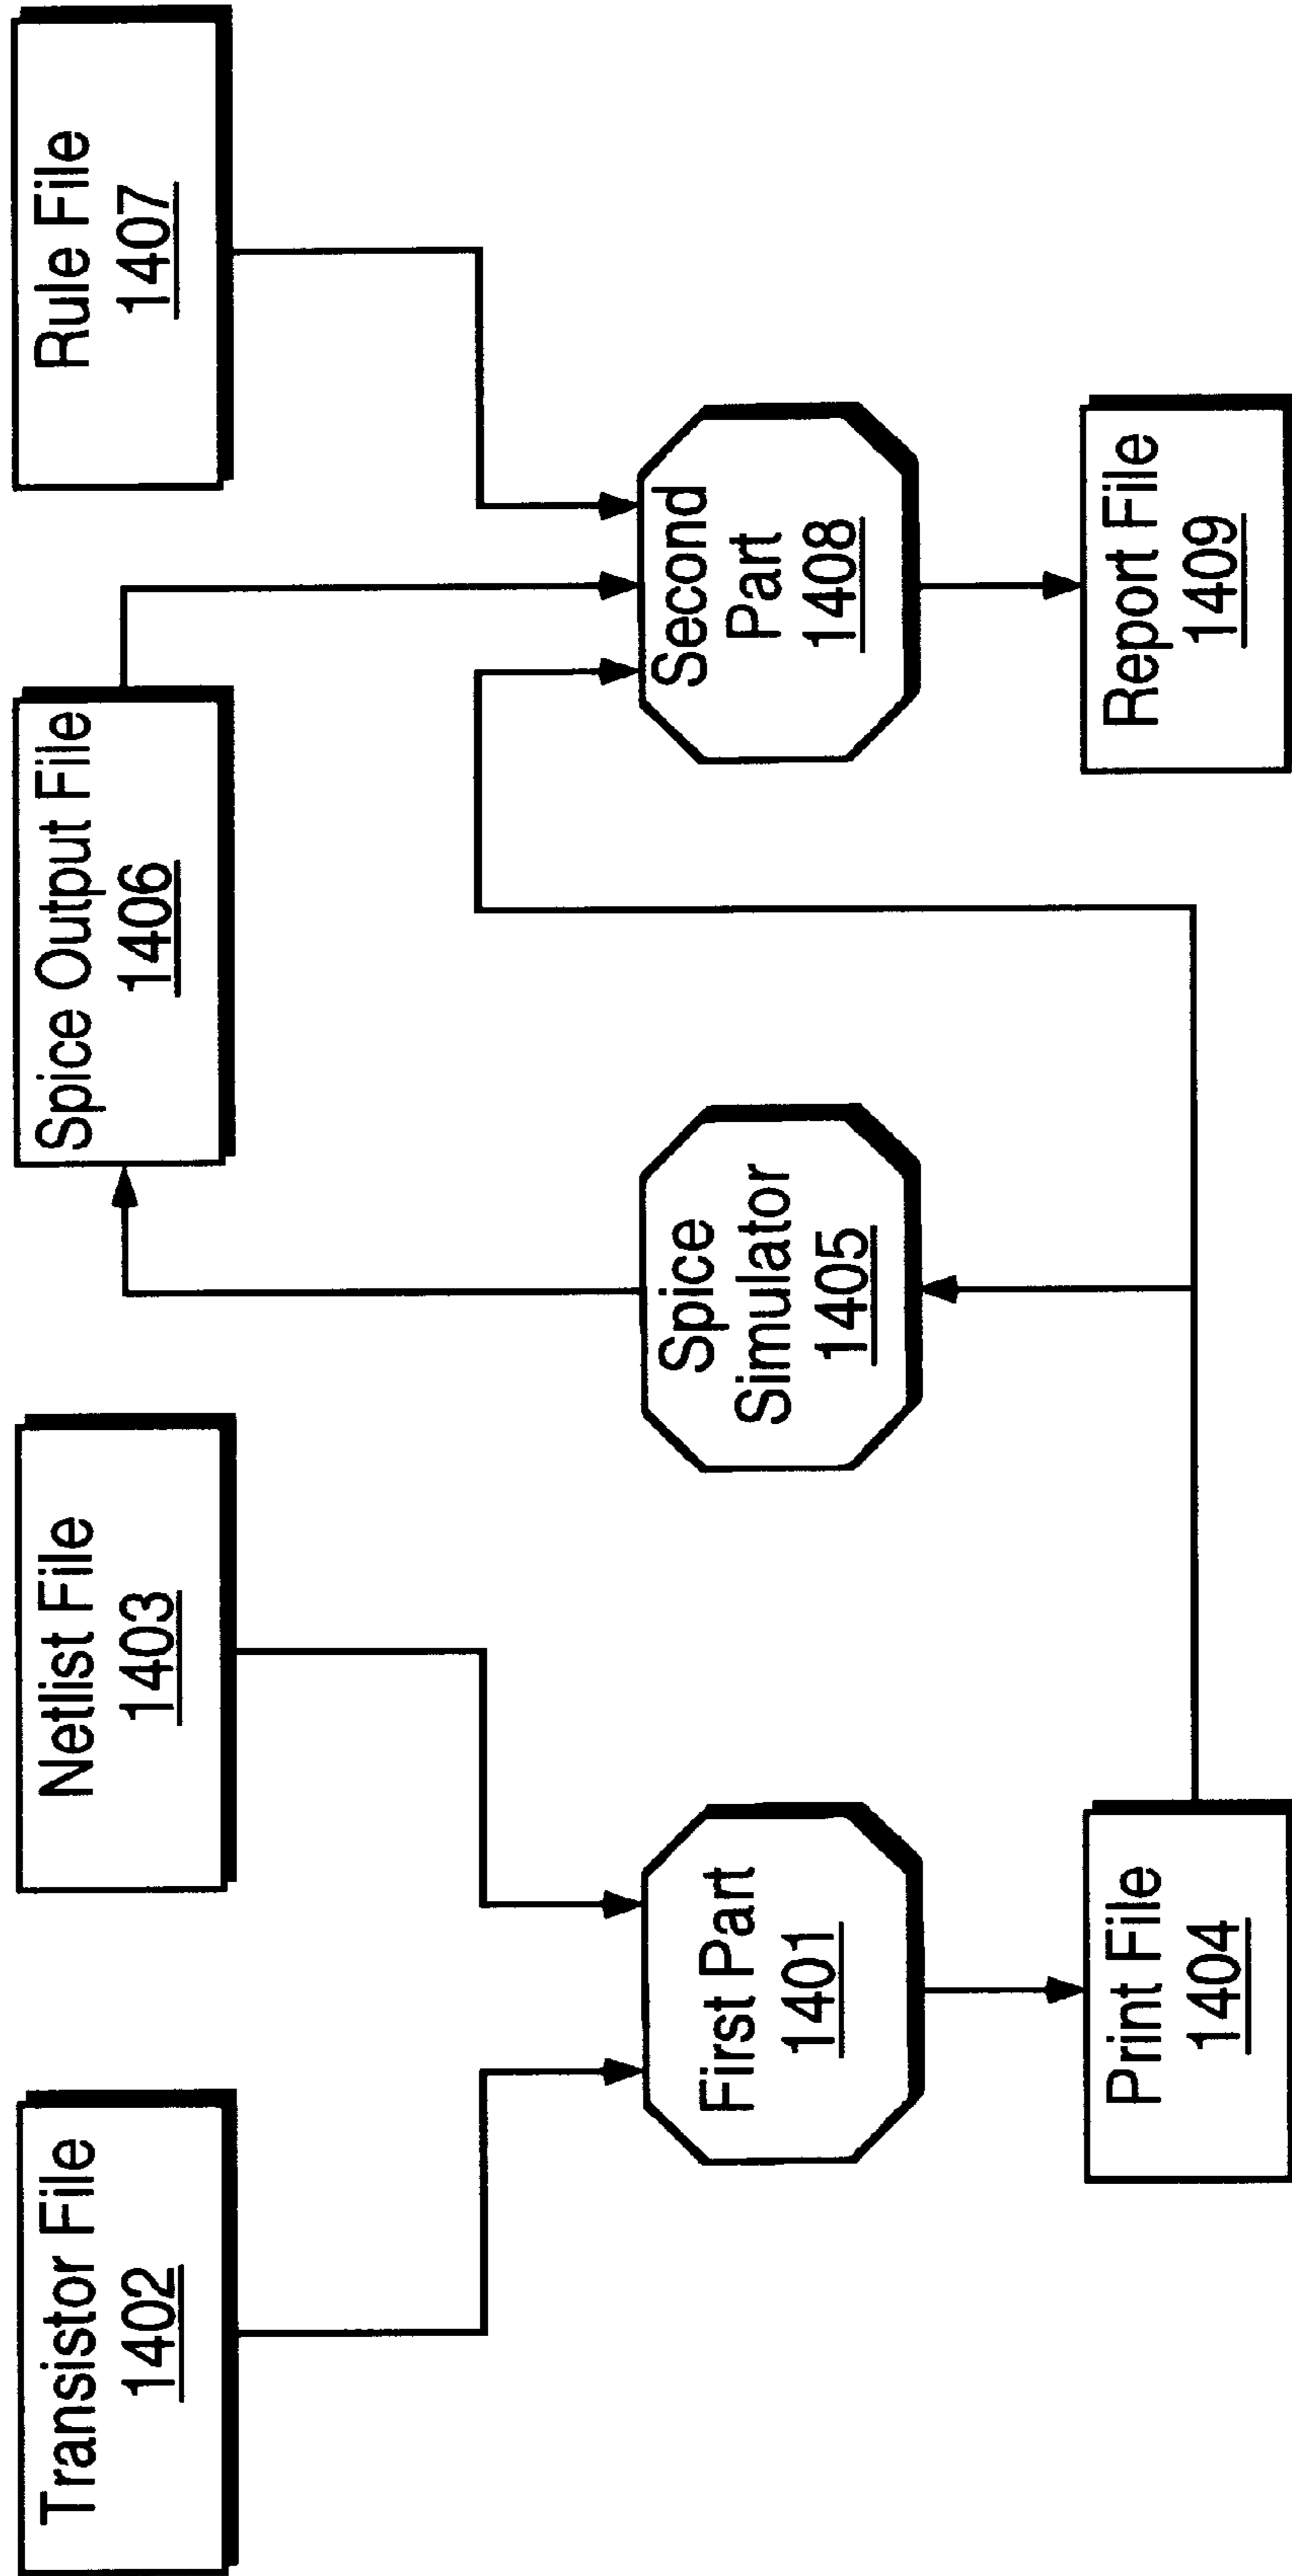 Transistor File
1402
Netlist File
1403
Spice Output File
1406
Rule File
1407
First Part
1401
Spice
Simulator
1405
Second
Part
1408
Print File
1404
Report File
1409